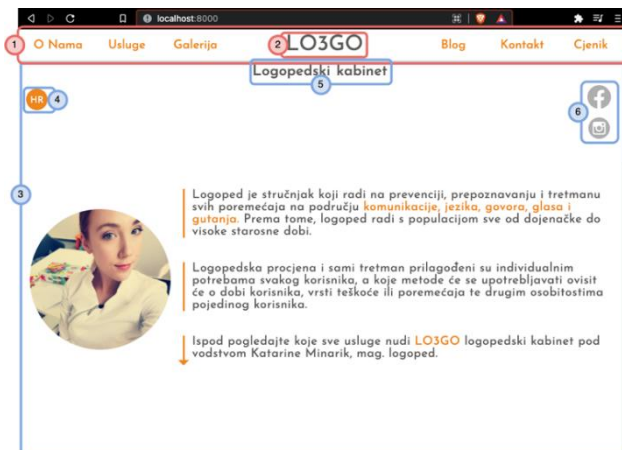 localhost:8000
1 O Nama Usluge Galerija 2 LO3GO Blog Kontakt Cjenik
Logopedski kabinet
5
HR 4
6
3
Logoped je stručnjak koji radi na prevenciji, prepoznavanju i tretmanu
svih poremećaja na području komunikacije, jezika, govora, glasa i
gutanja. Prema tome, logoped radi s populacijom sve od dojenačke do
visoke starosne dobi.
Logopedska procjena i sami tretman prilagođeni su individualnim
potrebama svakog korisnika, a koje metode će se upotrebljavati ovisit
će o dobi korisnika, vrsti teškoće ili poremećaja te drugim osobitostima
pojedinog korisnika.
Ispod pogledajte koje sve usluge nudi LO3GO logopedski kabinet pod
vodstvom Katarine Minarik, mag. logoped.